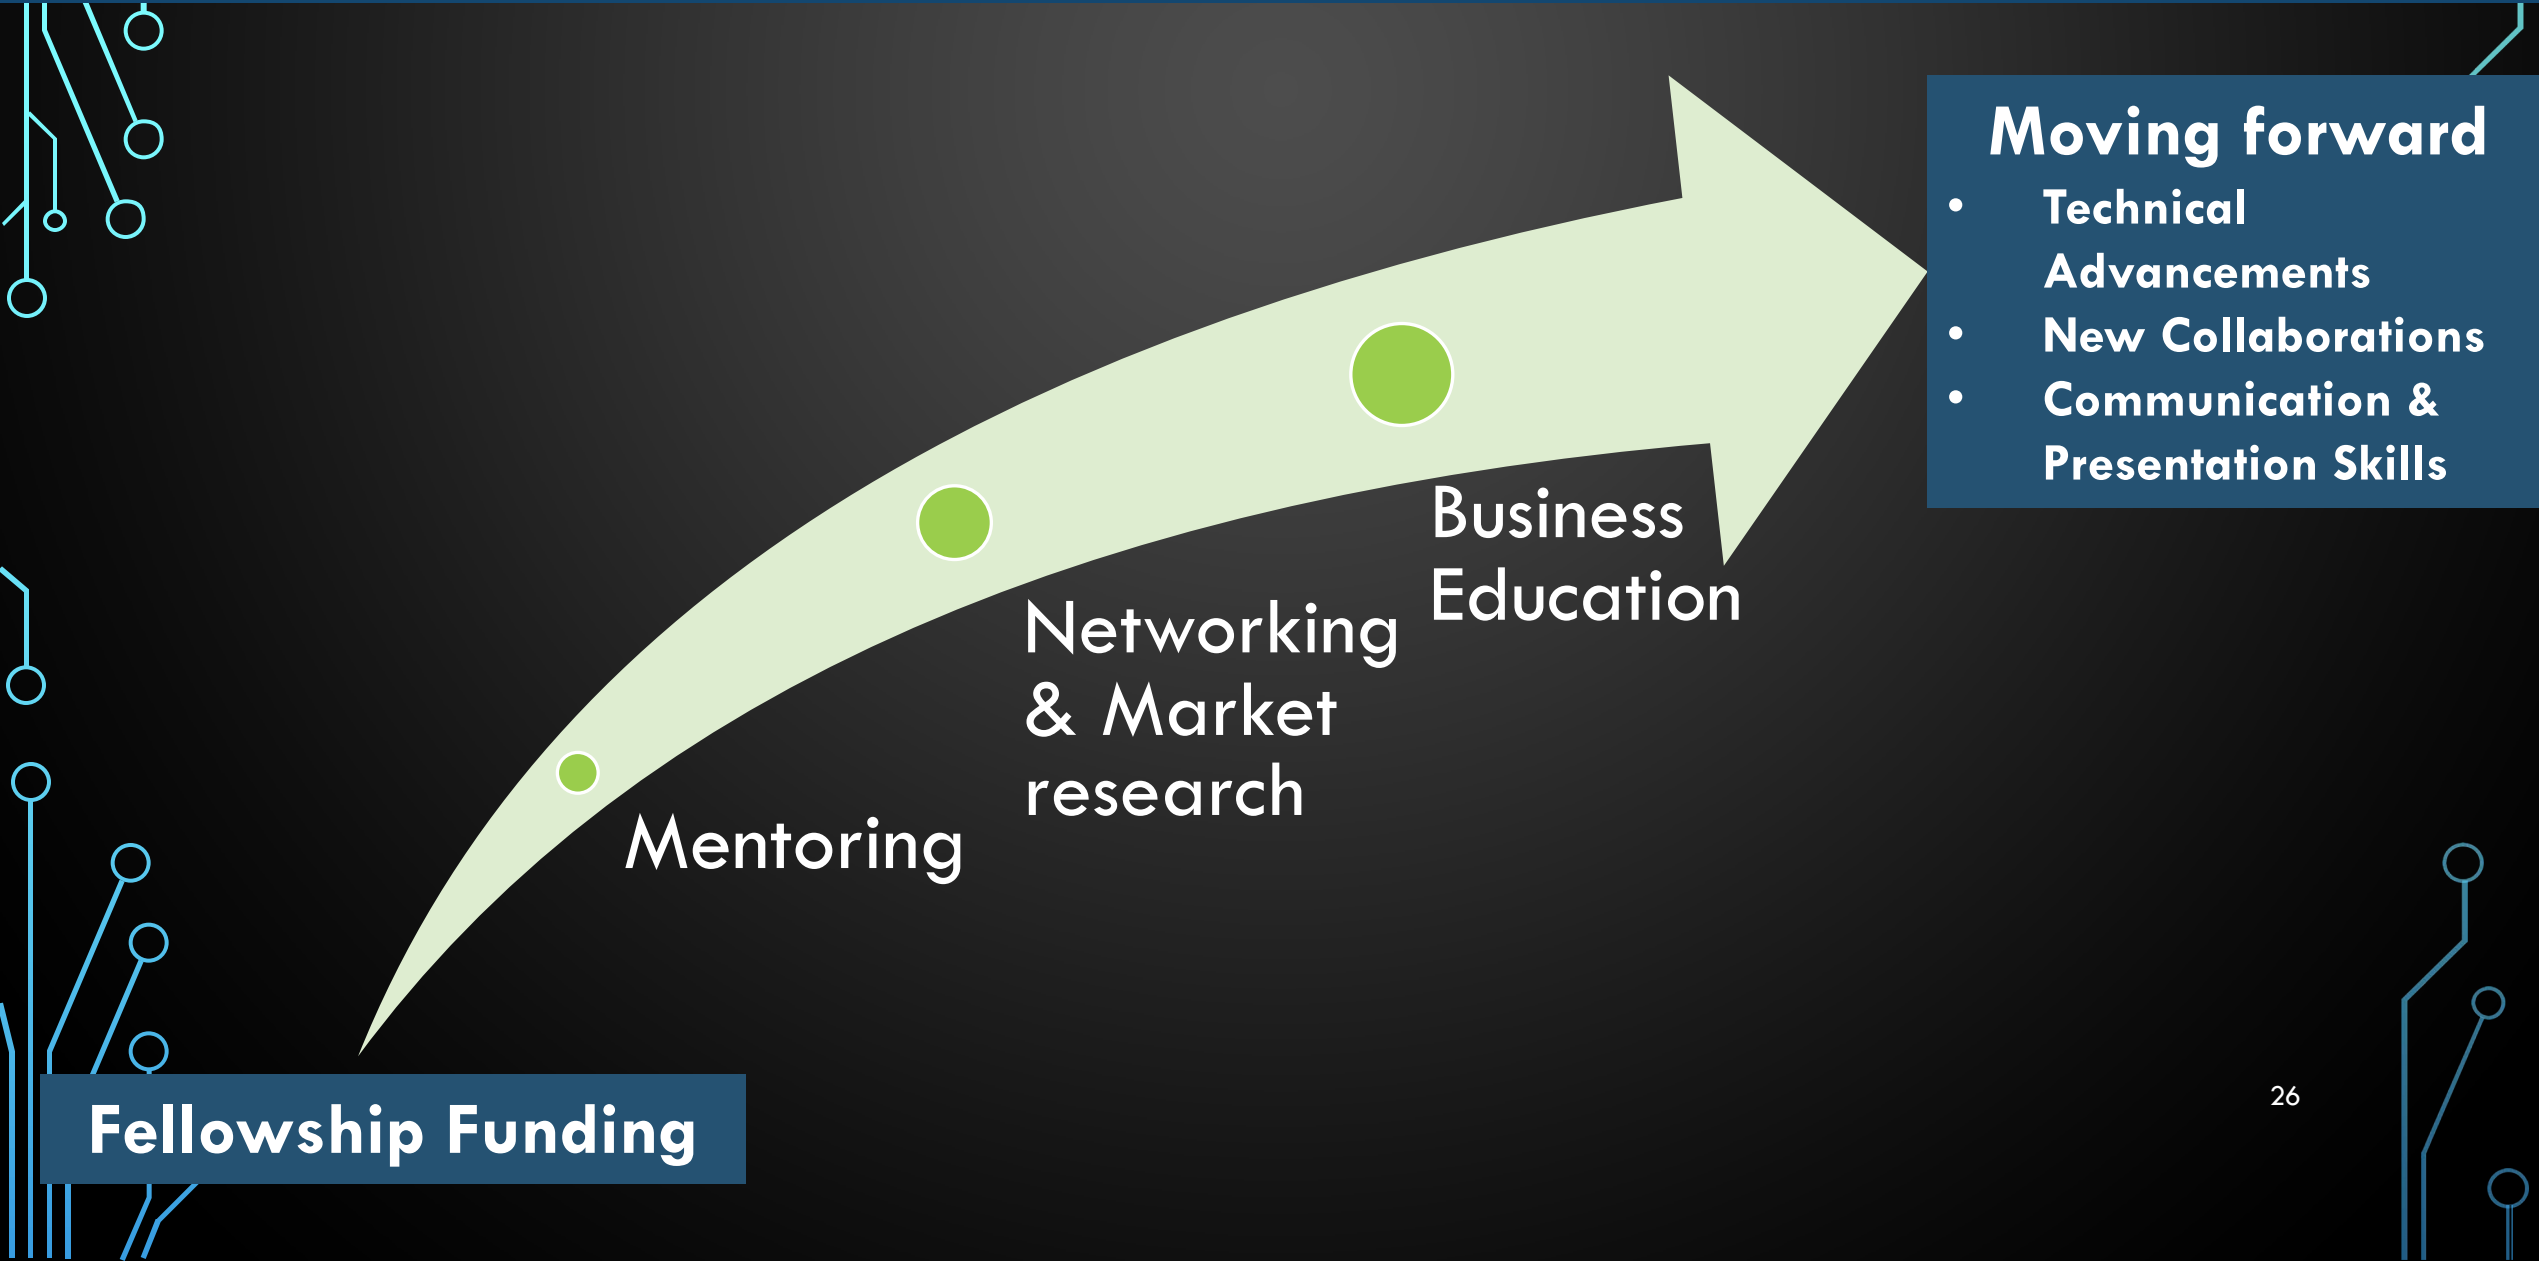 Moving forward
• Technical
Advancements
• New Collaborations
• Communication &
Presentation Skills
Business
Education
Networking
& Market
research
Mentoring
Fellowship Funding
26